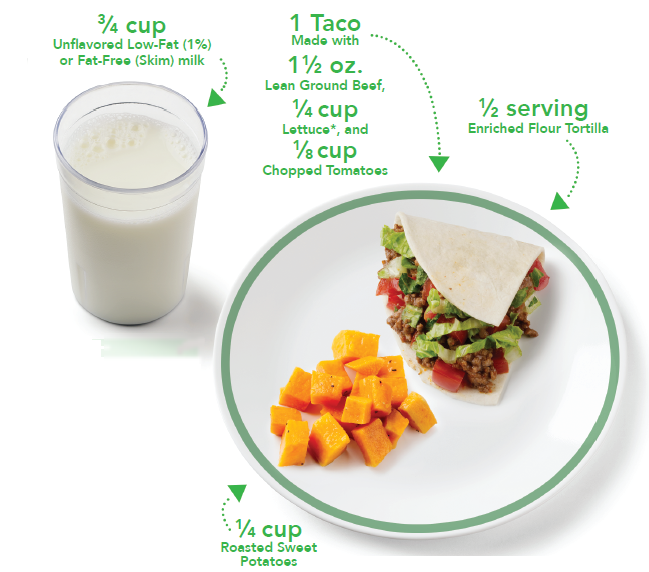 ¾ cup
Unflavored Low-Fat (1%)
or Fat-Free (Skim) milk
1 Taco
Made with
1½ oz.
Lean Ground Beef,
¼ cup
Lettuce*, and
⅛ cup
Chopped Tomatoes
½ serving
Enriched Flour Tortilla
¼ cup
Roasted Sweet
Potatoes